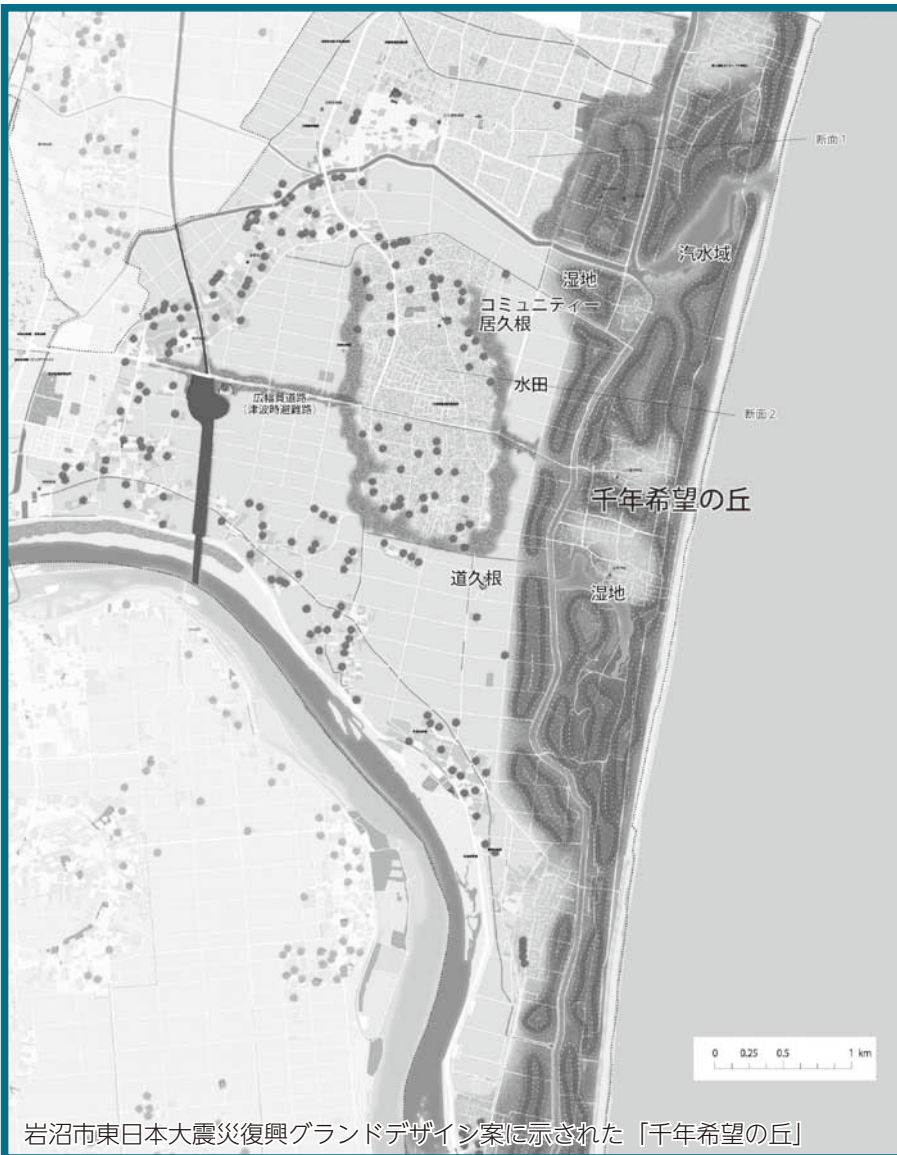 断面1
汽水域
湿地
コミュニティー
居久根
水田
広幅員道路
(津波時避難路)
断面2
千年希望の丘
道久根
湿地
0 0.25 0.5 1 km
岩沼市東日本大震災復興グランドデザイン案に示された「千年希望の丘」